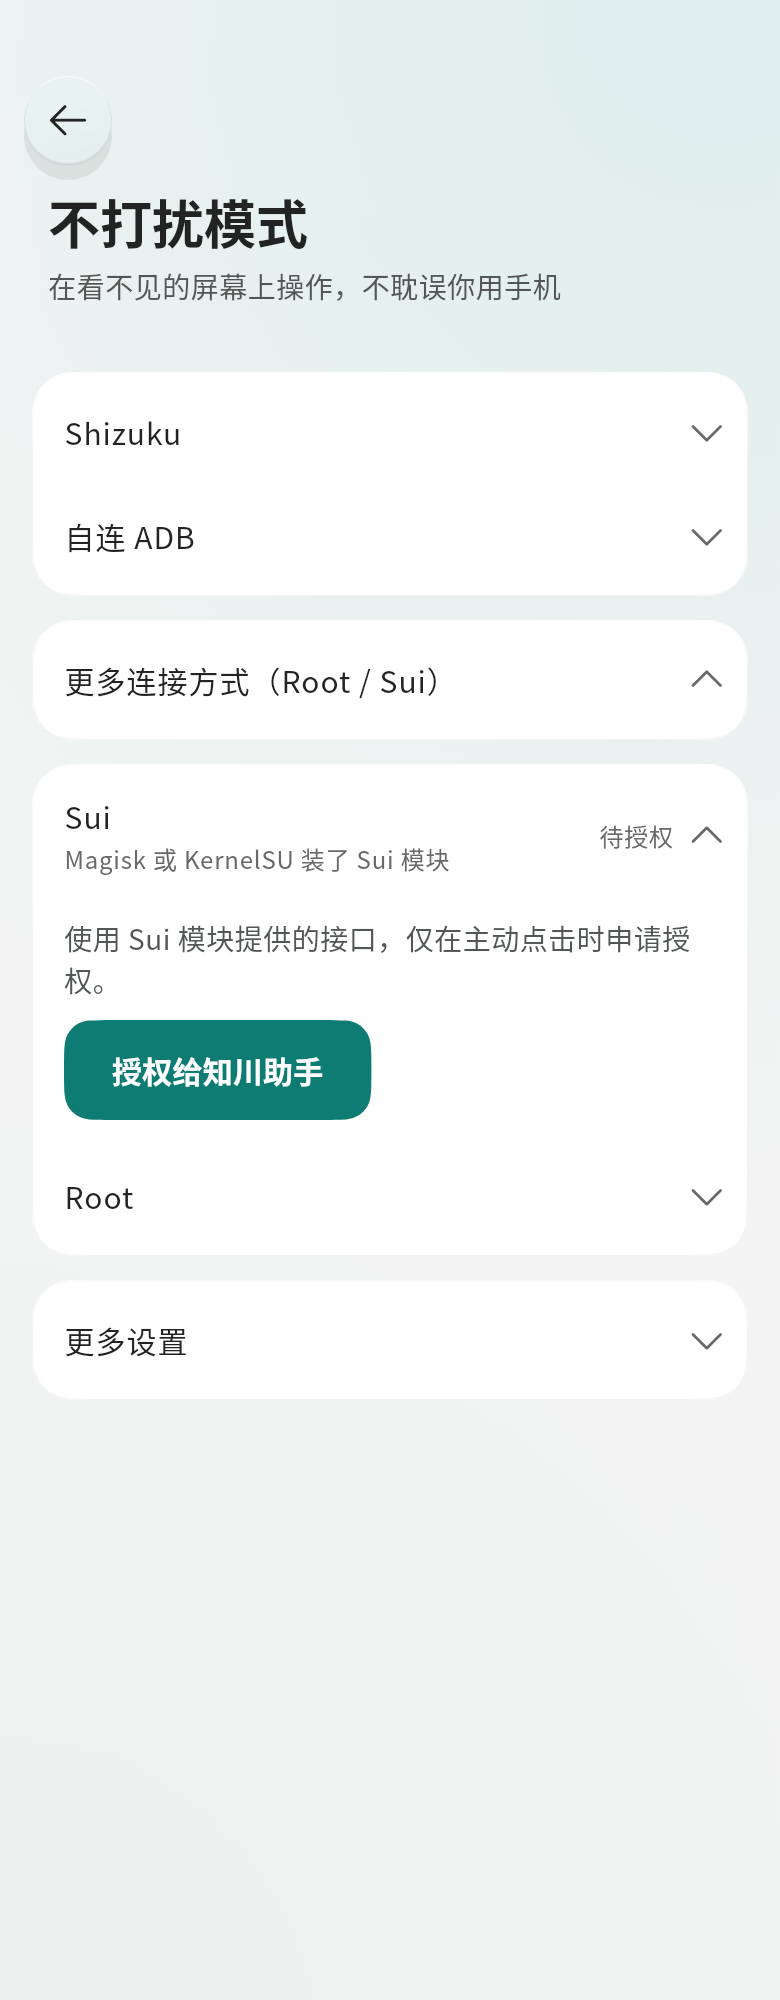 不打扰模式
在看不见的屏幕上操作，不耽误你用手机
Shizuku
自连 ADB
更多连接方式（Root / Sui）
Sui
待授权
Magisk 或 KernelSU 装了 Sui 模块
使用 Sui 模块提供的接口，仅在主动点击时申请授
权。
授权给知川助手
Root
更多设置